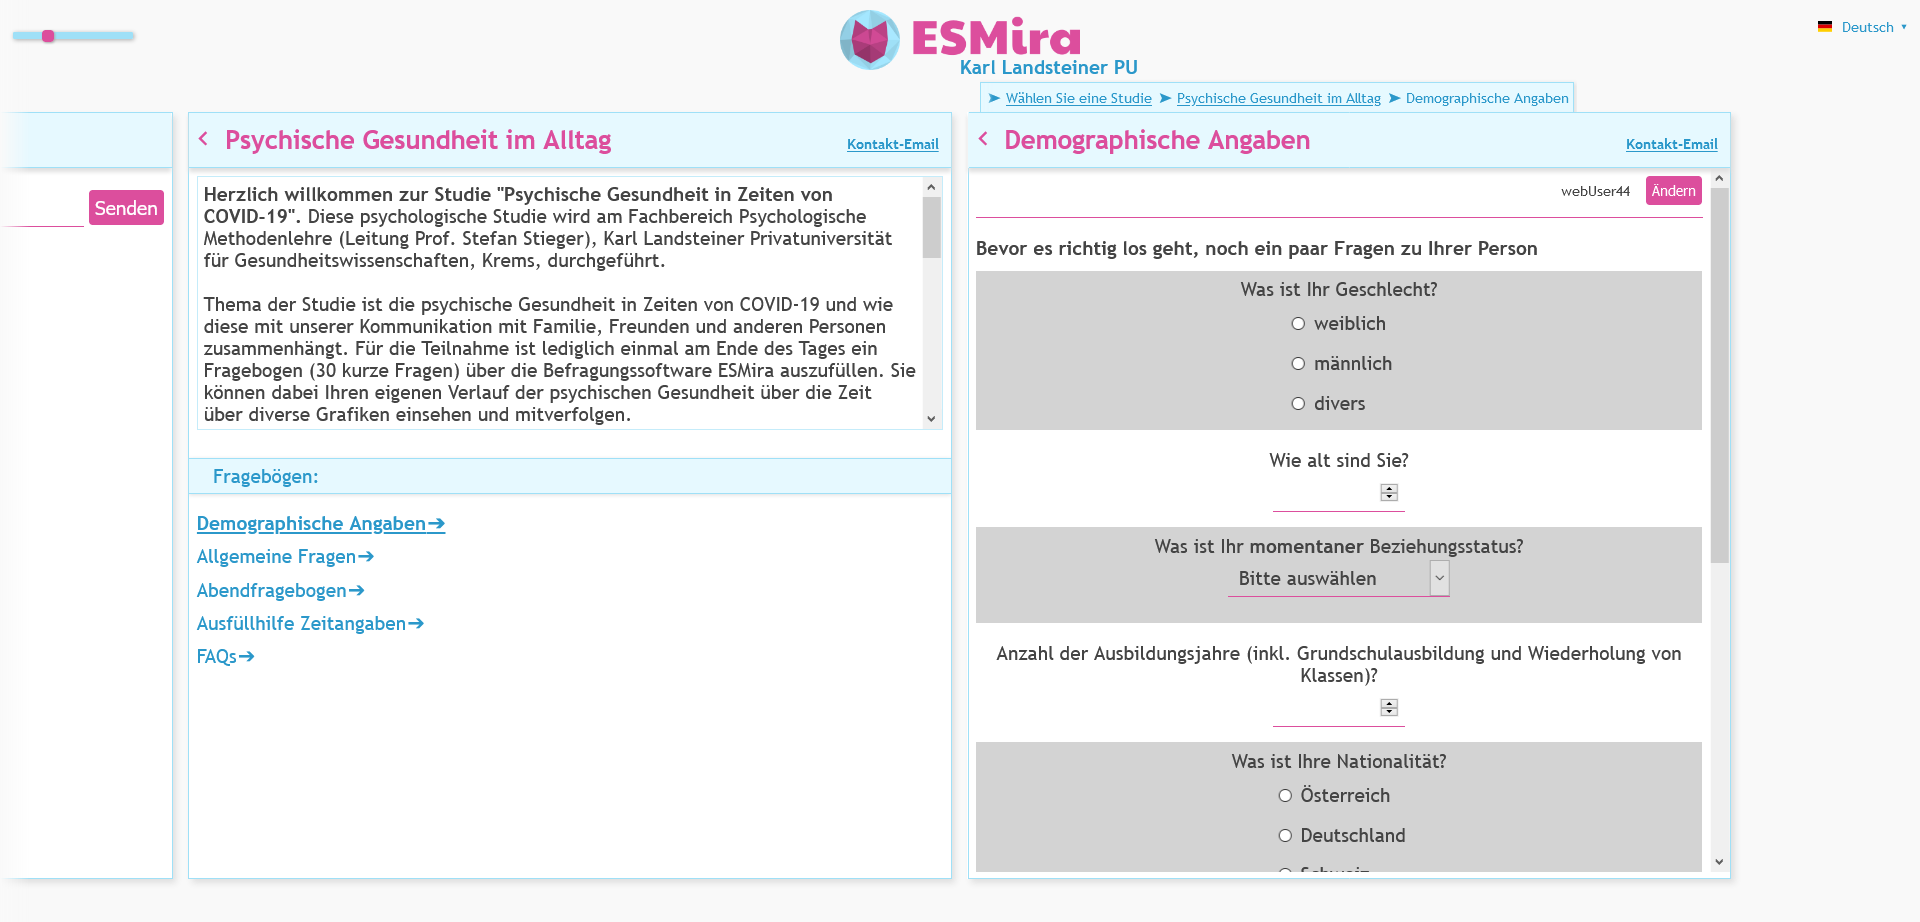 ESMira
Karl Landsteiner PU
Deutsch ▼
➤ Wählen Sie eine Studie ➤ Psychische Gesundheit im Alltag ➤ Demographische Angaben
Senden
Psychische Gesundheit im Alltag
Kontakt-Email
Herzlich willkommen zur Studie "Psychische Gesundheit in Zeiten von
COVID-19". Diese psychologische Studie wird am Fachbereich Psychologische
Methodenlehre (Leitung Prof. Stefan Stieger), Karl Landsteiner Privatuniversität
für Gesundheitswissenschaften, Krems, durchgeführt.
Thema der Studie ist die psychische Gesundheit in Zeiten von COVID-19 und wie
diese mit unserer Kommunikation mit Familie, Freunden und anderen Personen
zusammenhängt. Für die Teilnahme ist lediglich einmal am Ende des Tages ein
Fragebogen (30 kurze Fragen) über die Befragungssoftware ESMira auszufüllen. Sie
können dabei Ihren eigenen Verlauf der psychischen Gesundheit über die Zeit
über diverse Grafiken einsehen und mitverfolgen.
Fragebögen:
Demographische Angaben➔
Allgemeine Fragen➔
Abendfragebogen➔
Ausfüllhilfe Zeitangaben➔
FAQs➔
Demographische Angaben
Kontakt-Email
webUser44
Ändern
Bevor es richtig los geht, noch ein paar Fragen zu Ihrer Person
Was ist Ihr Geschlecht?
weiblich
männlich
divers
Wie alt sind Sie?
Was ist Ihr momentaner Beziehungsstatus?
Bitte auswählen
Anzahl der Ausbildungsjahre (inkl. Grundschulausbildung und Wiederholung von
Klassen)?
Was ist Ihre Nationalität?
Österreich
Deutschland
Schweiz